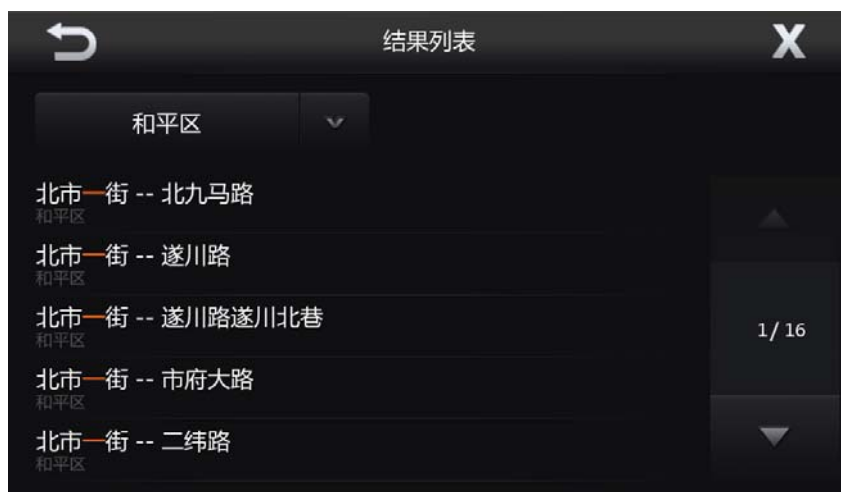 结果列表
X
和平区
北市一街 -- 北九马路
和平区
北市一街 -- 遂川路
和平区
北市一街 -- 遂川路遂川北巷
和平区
1/16
北市一街 -- 市府大路
和平区
北市一街 -- 二纬路
和平区